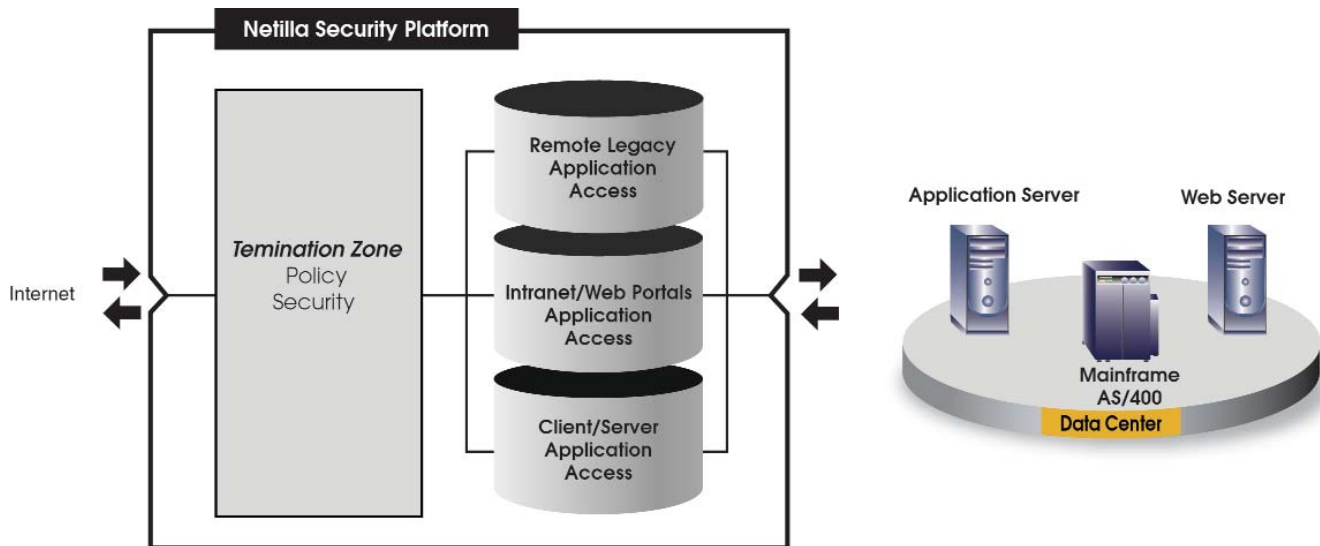 Netilla Security Platform
Internet
Temination Zone
Policy
Security
Remote Legacy
Application
Access
Intranet/Web Portals
Application
Access
Client/Server
Application
Access
Application Server
Web Server
Mainframe
AS/400
Data Center